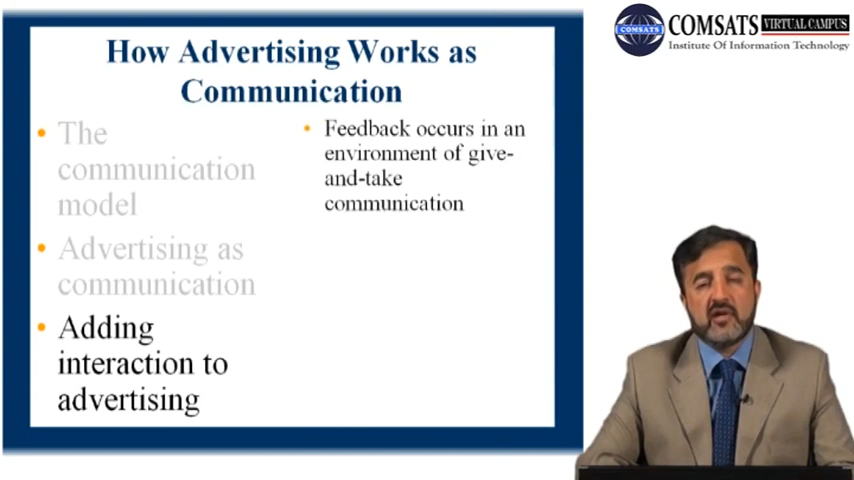 How Advertising Works as
Communication
• The
communication
model
• Advertising as
communication
• Adding
interaction to
advertising
• Feedback occurs in an
environment of give-
and-take
communication
COMSATS
COMSATS VIRTUAL CAMPUS
Institute Of Information Technology